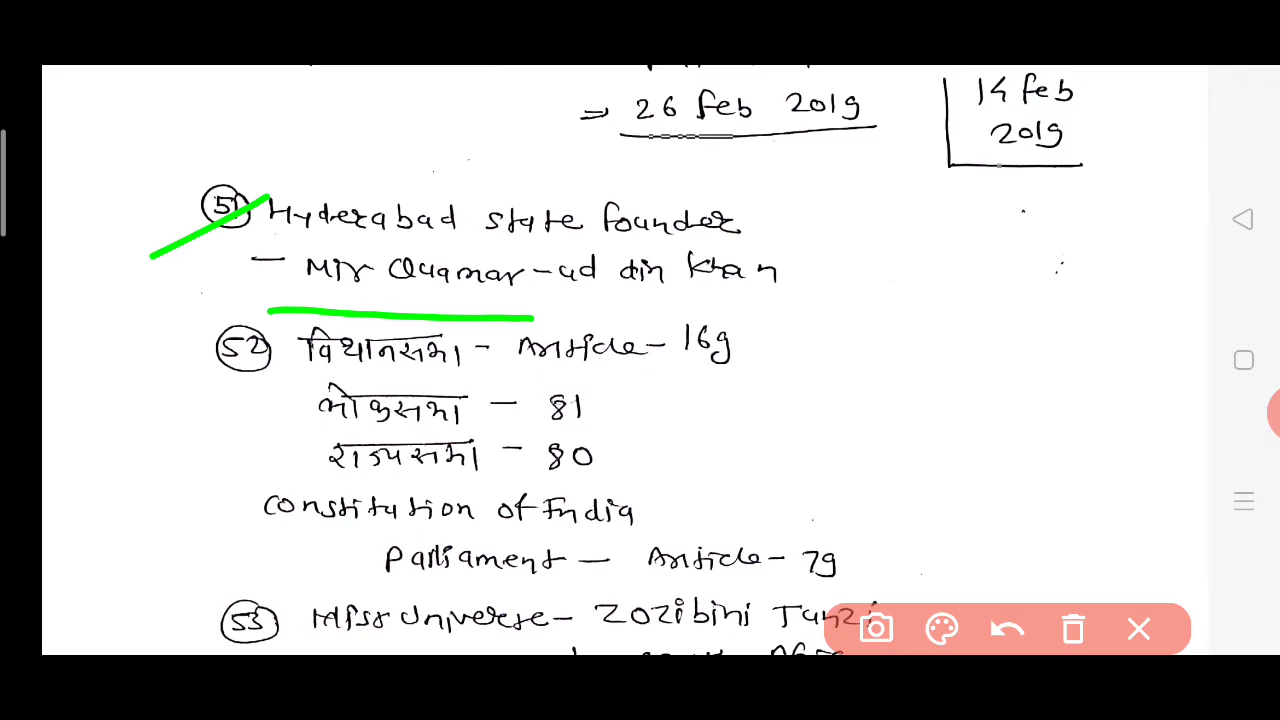 ⇒ 26 feb 2019
14 feb
2019
51 Hyderabad state founder
- Mir Quamar-ud din khan
52 विधानसभा - Article - 169
लोकसभा - 81
राज्यसभा - 80
constitution of India
Parliament - Article - 79
53 Miss Universe - Zozibini Tunzi